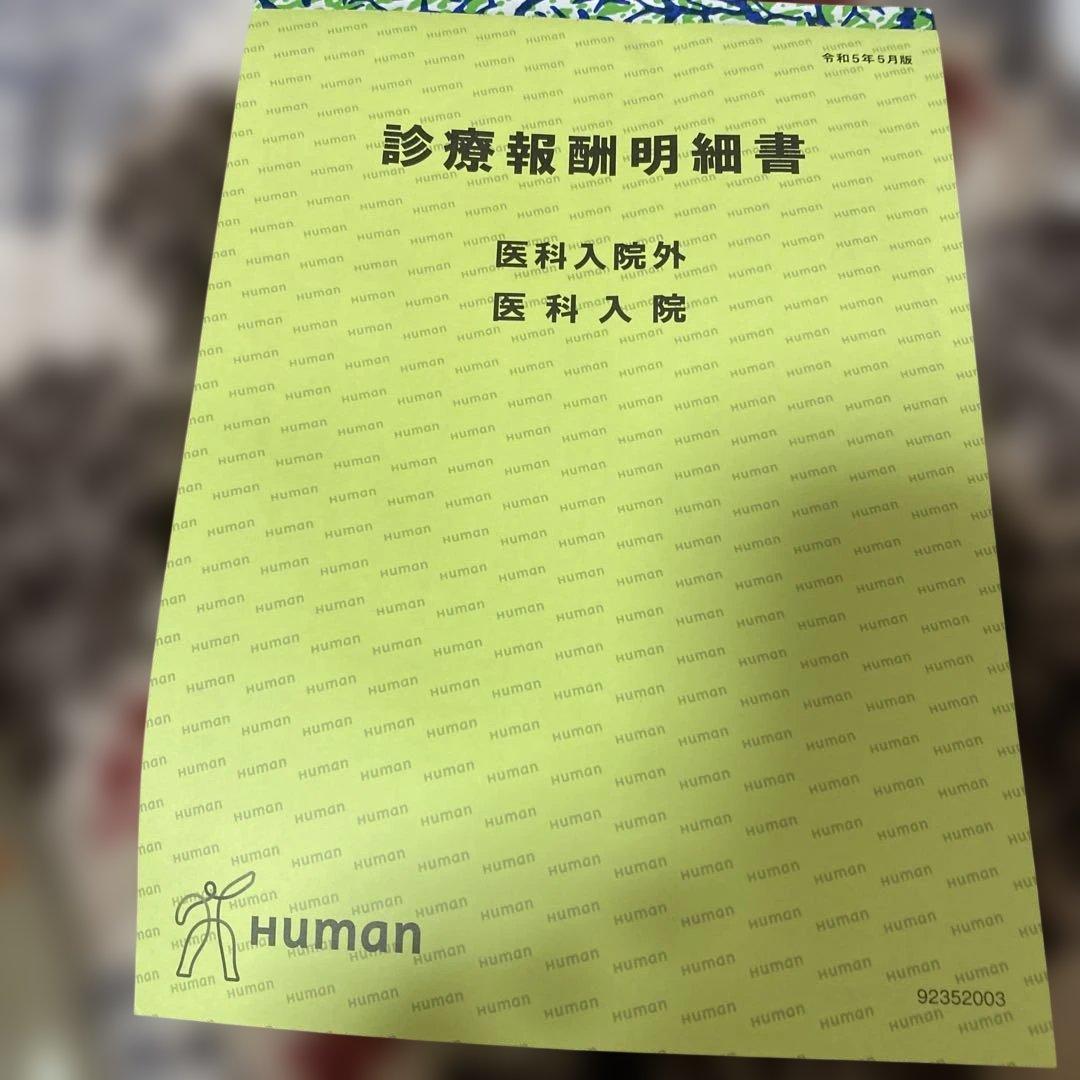 令和5年5月版
診療報酬明細書
医科入院外
医科入院
Human
92352003